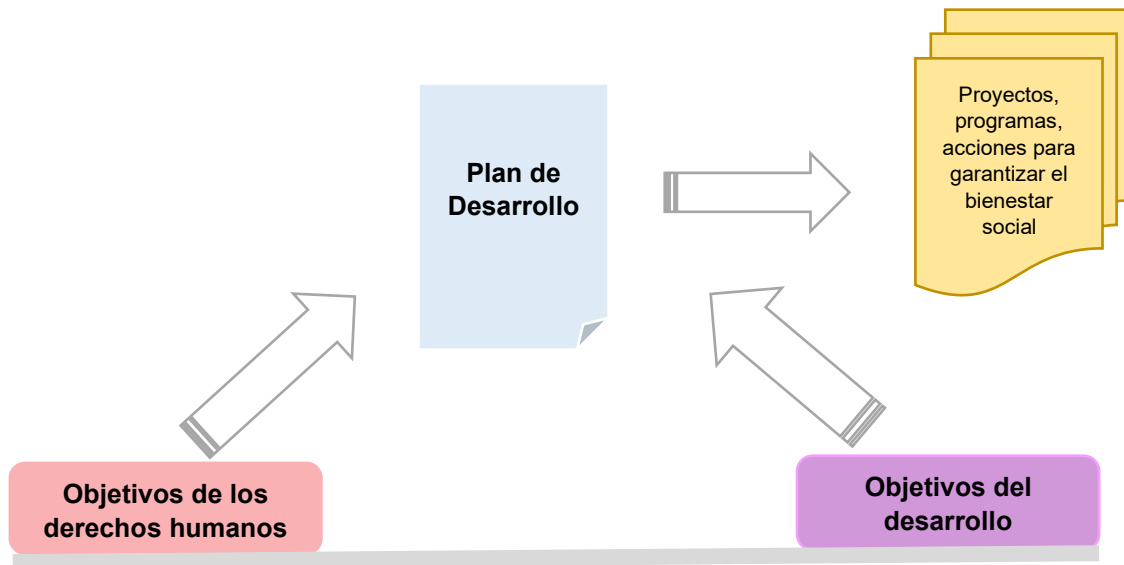 Plan de
Desarrollo
Proyectos,
programas,
acciones para
garantizar el
bienestar
social
Objetivos de los
derechos humanos
Objetivos del
desarrollo